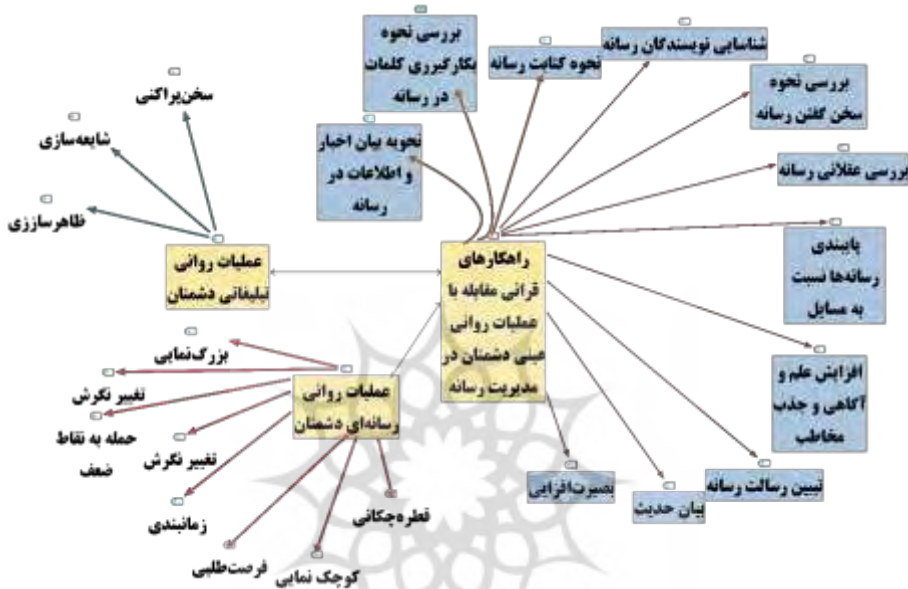 بررسی نحوه
بکارگیرری کلمات
در رسانه
نحوه کتابت رسانه
شناسایی نویسندگان رسانه
بررسی نحوه
سخن گفتن رسانه
نحویه بیان اخبار
و اطلاعات در
رسانه
بررسی عقلانی رسانه
پایبندی
رسانه‌ها نسبت
به مسایل
افزایش علم و
آگاهی و جذب
مخاطب
تبیین رسالت رسانه
بیان حدیث
بصیرت‌افزایی
راهکارهای
قرانی مقابله با
عملیات روانی
عینی دشمنان در
مدیریت رسانه
سخن‌پراکنی
شایعه‌سازی
ظاهرساززی
عملیات روانی
تبلیغاتی دشمنان
عملیات روانی
رسانه‌ای دشمنان
بزرگ‌نمایی
تغییر نگرش
حمله به نقاط
ضعف
تغییر نگرش
زمانبندی
فرصت‌طلبی
کوچک نمایی
قطره‌چکانی